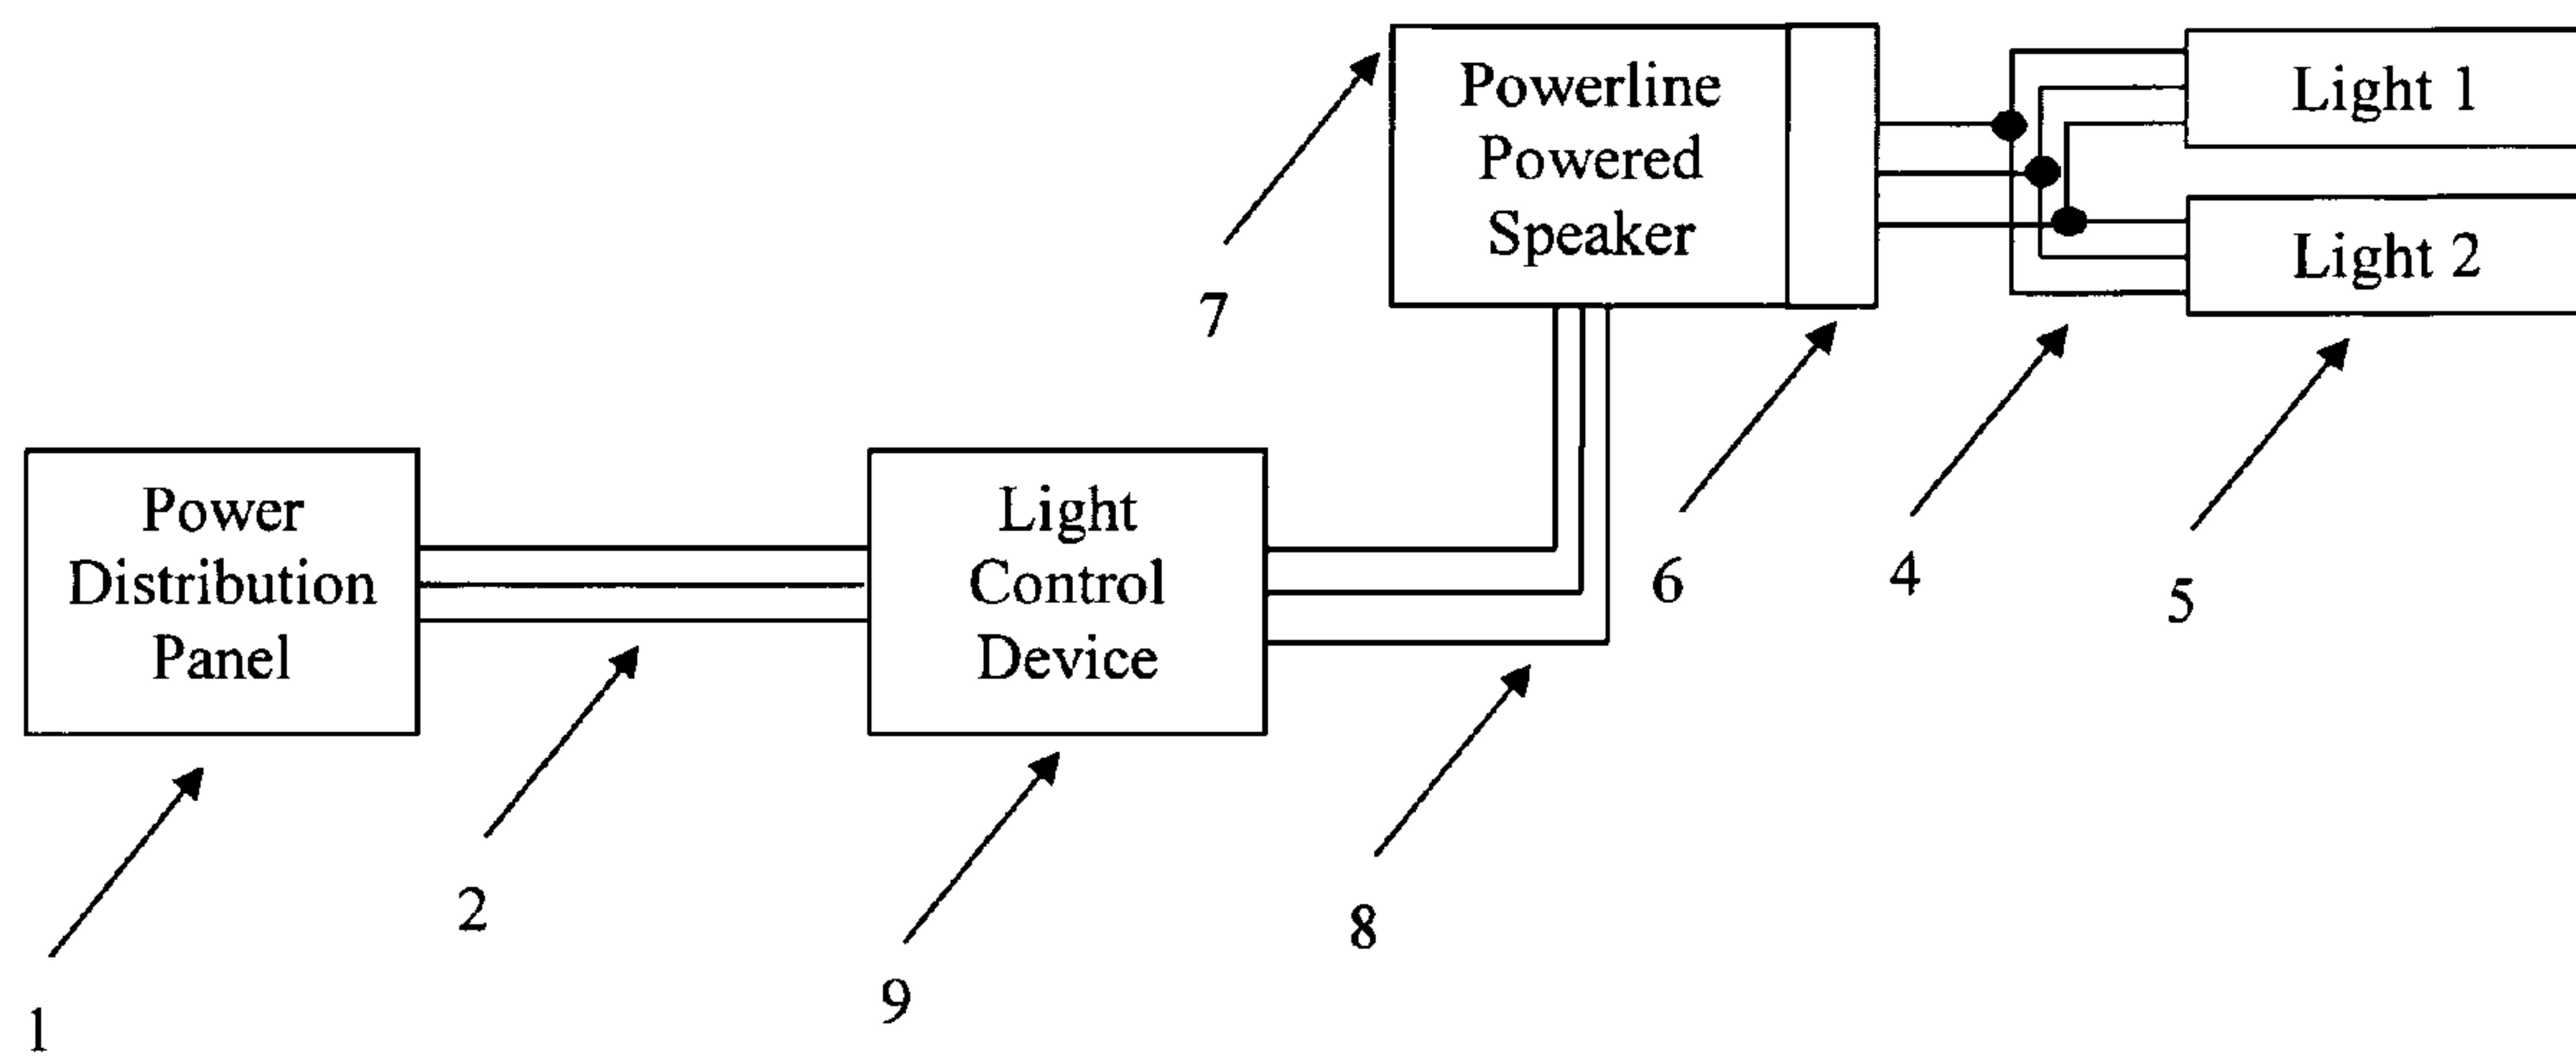 Powerline
Powered
Speaker
Light 1
Light 2
7
6
4
5
Power
Distribution
Panel
Light
Control
Device
2
8
9
1